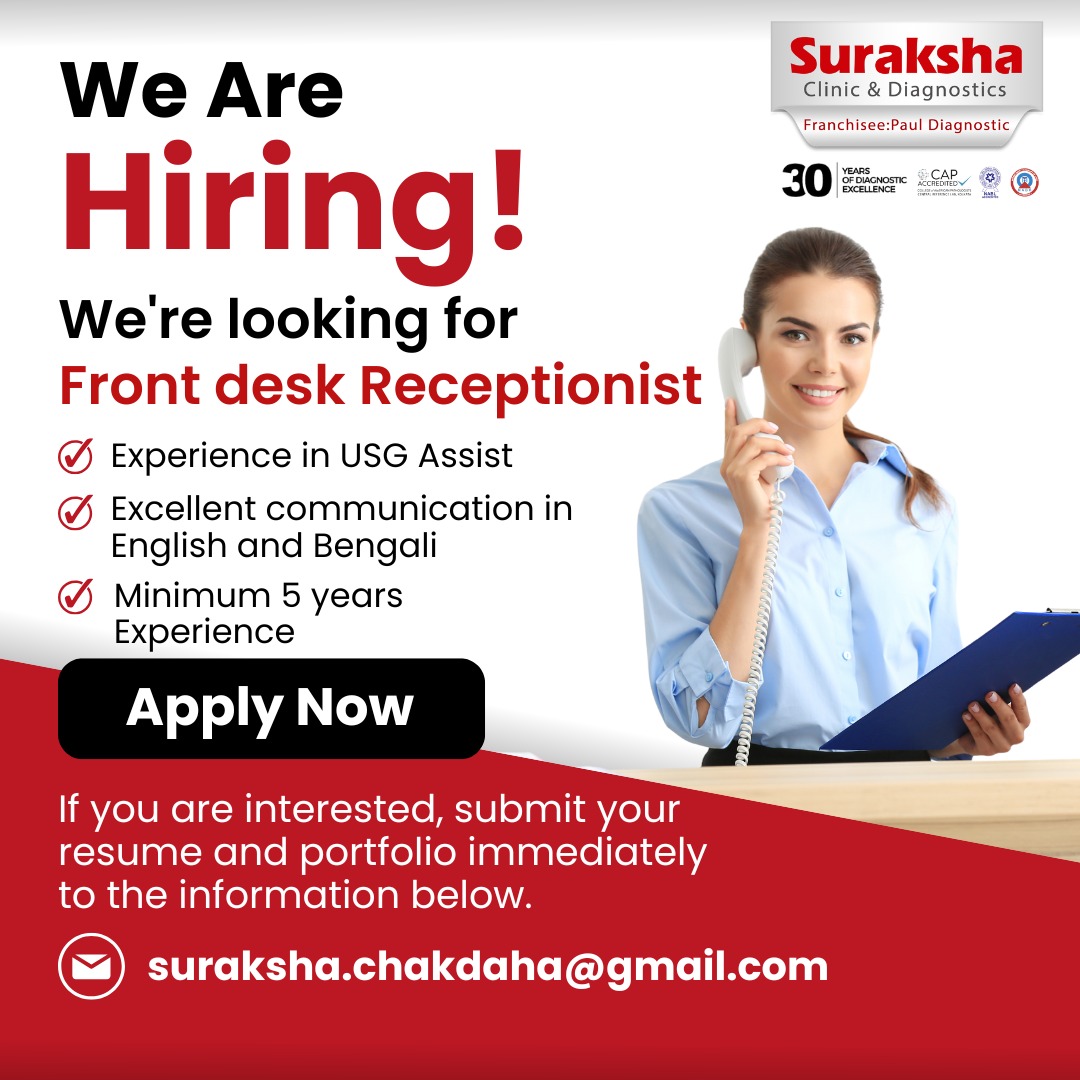 We Are
Hiring!
We're looking for
Front desk Receptionist
Experience in USG Assist
Excellent communication in
English and Bengali
Minimum 5 years
Experience
Apply Now
If you are interested, submit your
resume and portfolio immediately
to the information below.
suraksha.chakdaha@gmail.com
Suraksha
Clinic & Diagnostics
Franchisee:Paul Diagnostic
30 YEARS
OF DIAGNOSTIC
EXCELLENCE
CAP
ACCREDITED
NABL